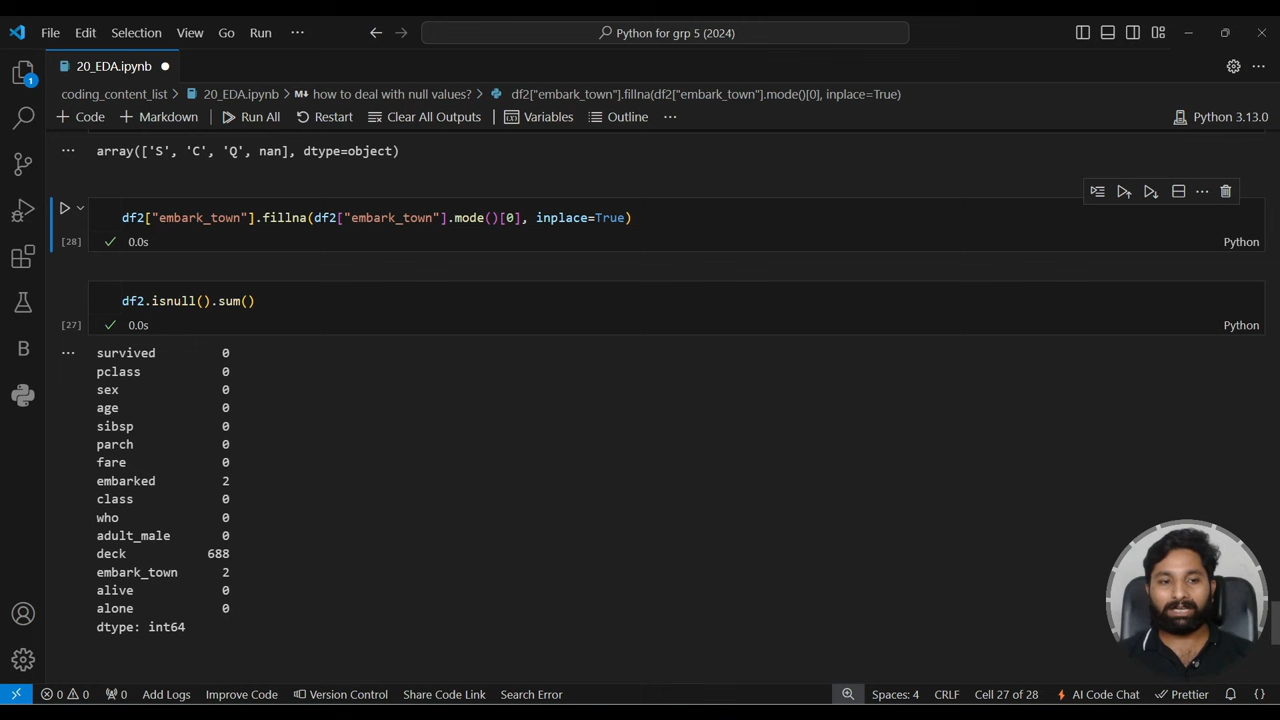 File Edit Selection View Go Run ··· Python for grp 5 (2024)
20_EDA.ipynb
coding_content_list > 20_EDA.ipynb > M↓ how to deal with null values? > df2["embark_town"].fillna(df2["embark_town"].mode()[0], inplace=True)
+ Code + Markdown Run All Restart Clear All Outputs Variables Outline ··· Python 3.13.0
··· array(['S', 'C', 'Q', nan], dtype=object)
df2["embark_town"].fillna(df2["embark_town"].mode()[0], inplace=True)
[28] 0.0s Python
df2.isnull().sum()
[27] 0.0s Python
··· survived 0
pclass 0
sex 0
age 0
sibsp 0
parch 0
fare 0
embarked 2
class 0
who 0
adult_male 0
deck 688
embark_town 2
alive 0
alone 0
dtype: int64
1
B
0 0 0 Add Logs Improve Code Version Control Share Code Link Search Error Spaces: 4 CRLF Cell 27 of 28 AI Code Chat Prettier {}